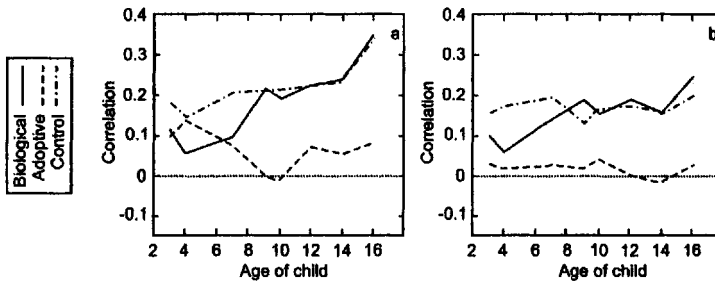 Biological
Adoptive
Control
a
Correlation
0.4
0.3
0.2
0.1
0
-0.1
2 4 6 8 10 12 14 16
Age of child
b
Correlation
0.4
0.3
0.2
0.1
0
-0.1
2 4 6 8 10 12 14 16
Age of child